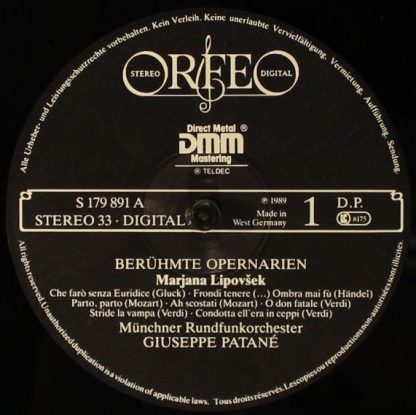 Alle Urheber- und Leistungsschutzrechte vorbehalten. Kein Verleih. Keine unerlaubte Vervielfältigung, Vermietung, Aufführung, Sendung.
ORFEO
STEREO DIGITAL
Direct Metal ®
DMM
Mastering
® TELDEC
S 179 891 A
STEREO 33 · DIGITAL
℗ 1989
Made in
West Germany
1
D.P.
LC 8175
BERÜHMTE OPERNARIEN
Marjana Lipovšek
Che farò senza Euridice (Gluck) · Frondi tenere (...) Ombra mai fù (Händel)
Parto, parto (Mozart) · Ah scostati (Mozart) · O don fatale (Verdi)
Stride la vampa (Verdi) · Condotta ell'era in ceppi (Verdi)
Münchner Rundfunkorchester
GIUSEPPE PATANÉ
All rights reserved. Unauthorized duplication is a violation of applicable laws. Tous droits réservés. Les copies ou reproductions non-autorisées sont illicites.